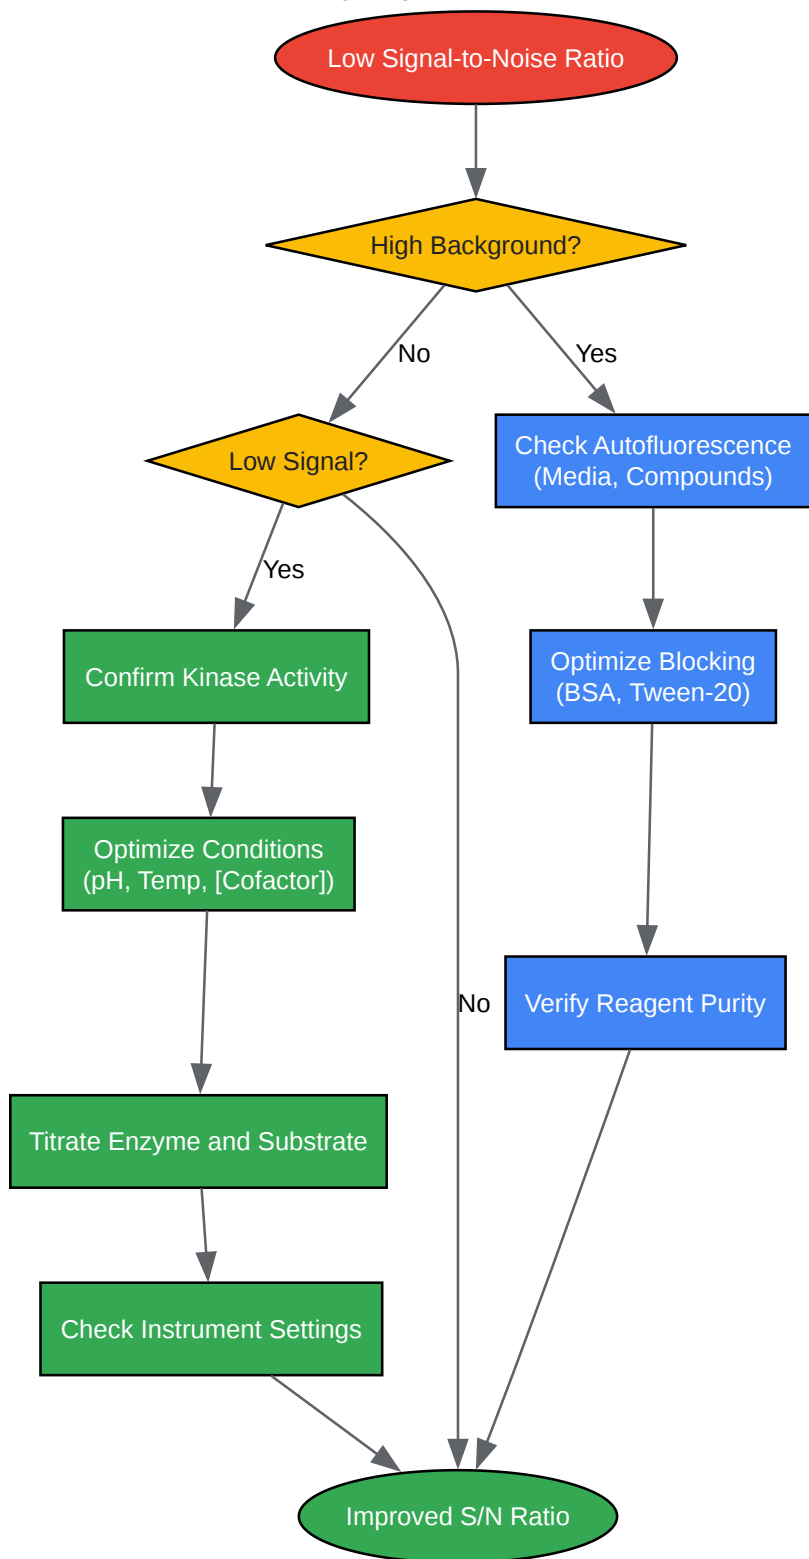 Low Signal-to-Noise Ratio
High Background?
No
Yes
Low Signal?
Check Autofluorescence
(Media, Compounds)
Yes
Confirm Kinase Activity
Optimize Blocking
(BSA, Tween-20)
Optimize Conditions
(pH, Temp, [Cofactor])
No
Verify Reagent Purity
Titrate Enzyme and Substrate
Check Instrument Settings
Improved S/N Ratio